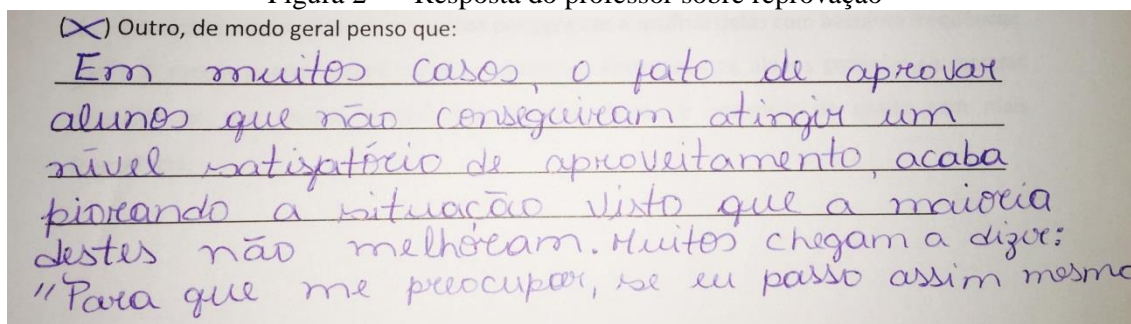 Figura 2 – Resposta do professor sobre reprovação
(X) Outro, de modo geral penso que:
Em muitos casos, o fato de aprovar
alunos que não conseguiram atingir um
nível satisfatório de aproveitamento, acaba
piorando a situação visto que a maioria
destes não melhoram. Muitos chegam a dizer:
"Para que me preocupar, se eu passo assim mesmo